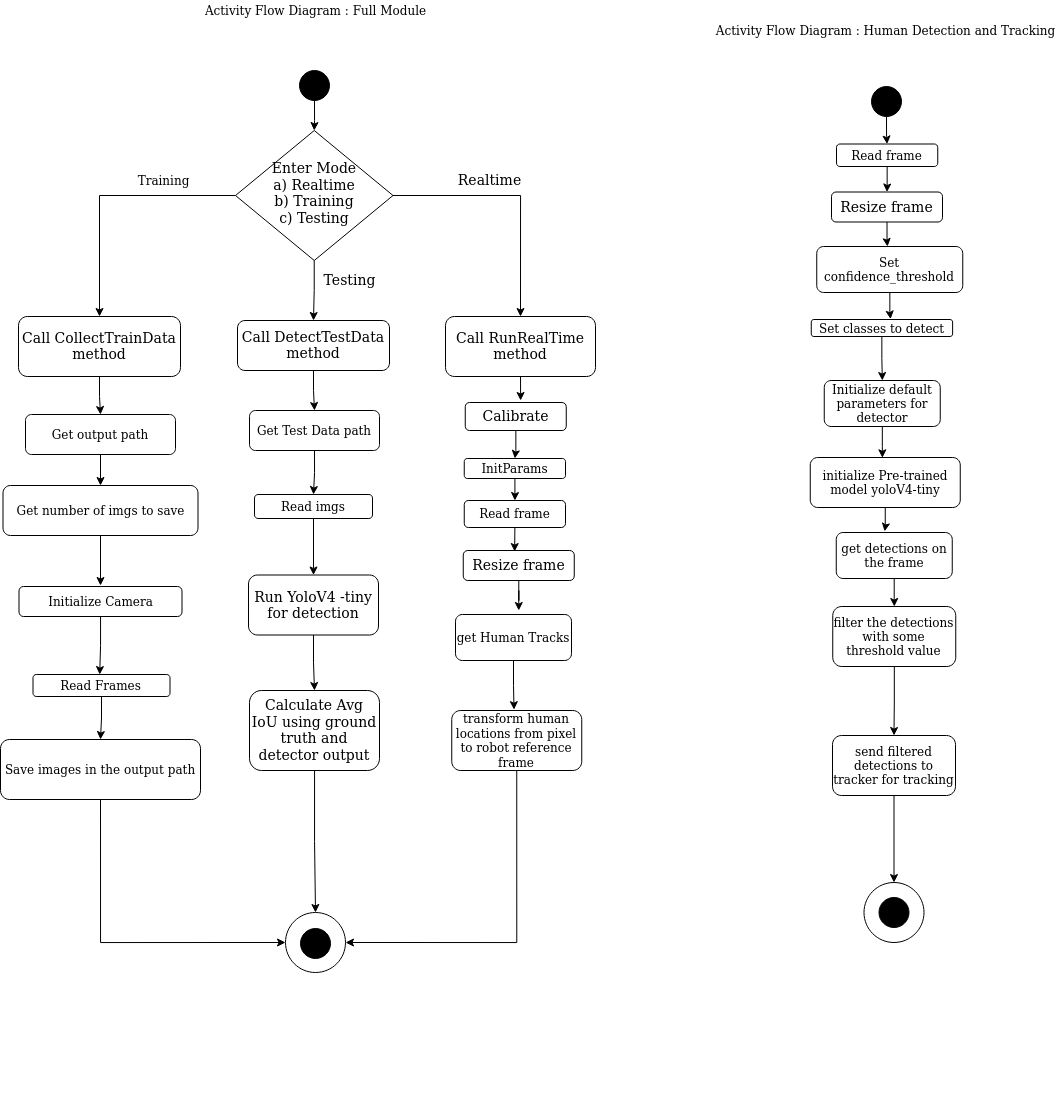 Activity Flow Diagram : Full Module
Enter Mode
a) Realtime
b) Training
c) Testing
Training
Testing
Realtime
Call CollectTrainData
method
Get output path
Get number of imgs to save
Initialize Camera
Read Frames
Save images in the output path
Call DetectTestData
method
Get Test Data path
Read imgs
Run YoloV4 -tiny
for detection
Calculate Avg
IoU using ground
truth and
detector output
Call RunRealTime
method
Calibrate
InitParams
Read frame
Resize frame
get Human Tracks
transform human
locations from pixel
to robot reference
frame
Activity Flow Diagram : Human Detection and Tracking
Read frame
Resize frame
Set
confidence_threshold
Set classes to detect
Initialize default
parameters for
detector
initialize Pre-trained
model yoloV4-tiny
get detections on
the frame
filter the detections
with some
threshold value
send filtered
detections to
tracker for tracking